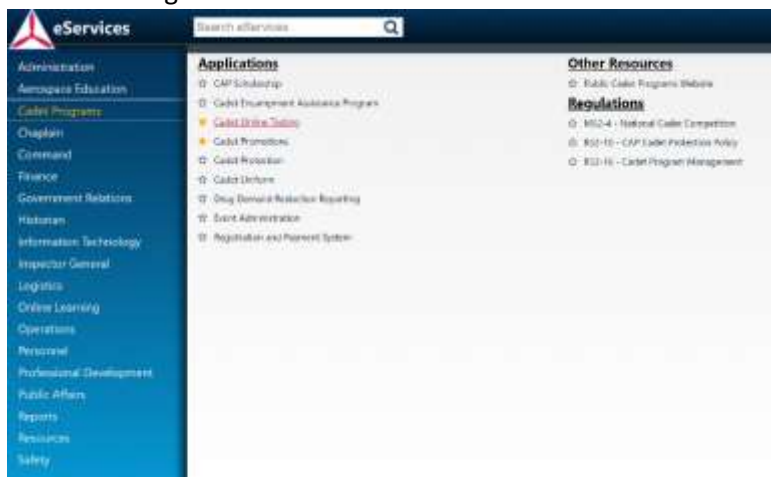 eServices
Search eServices
Administration
Aerospace Education
Cadet Programs
Chaplain
Command
Finance
Government Relations
Historian
Information Technology
Inspector General
Logistics
Online Learning
Operations
Personnel
Professional Development
Public Affairs
Reports
Resources
Safety
Applications
CAP Scholarship
Cadet Encampment Assistance Program
Cadet Online Testing
Cadet Promotions
Cadet Protection
Cadet Uniform
Drug Demand Reduction Reporting
Event Administration
Registration and Payment System
Other Resources
Public Cadet Programs Website
Regulations
- National Cadet Competition
- CAP Cadet Protection Policy
- Cadet Program Management